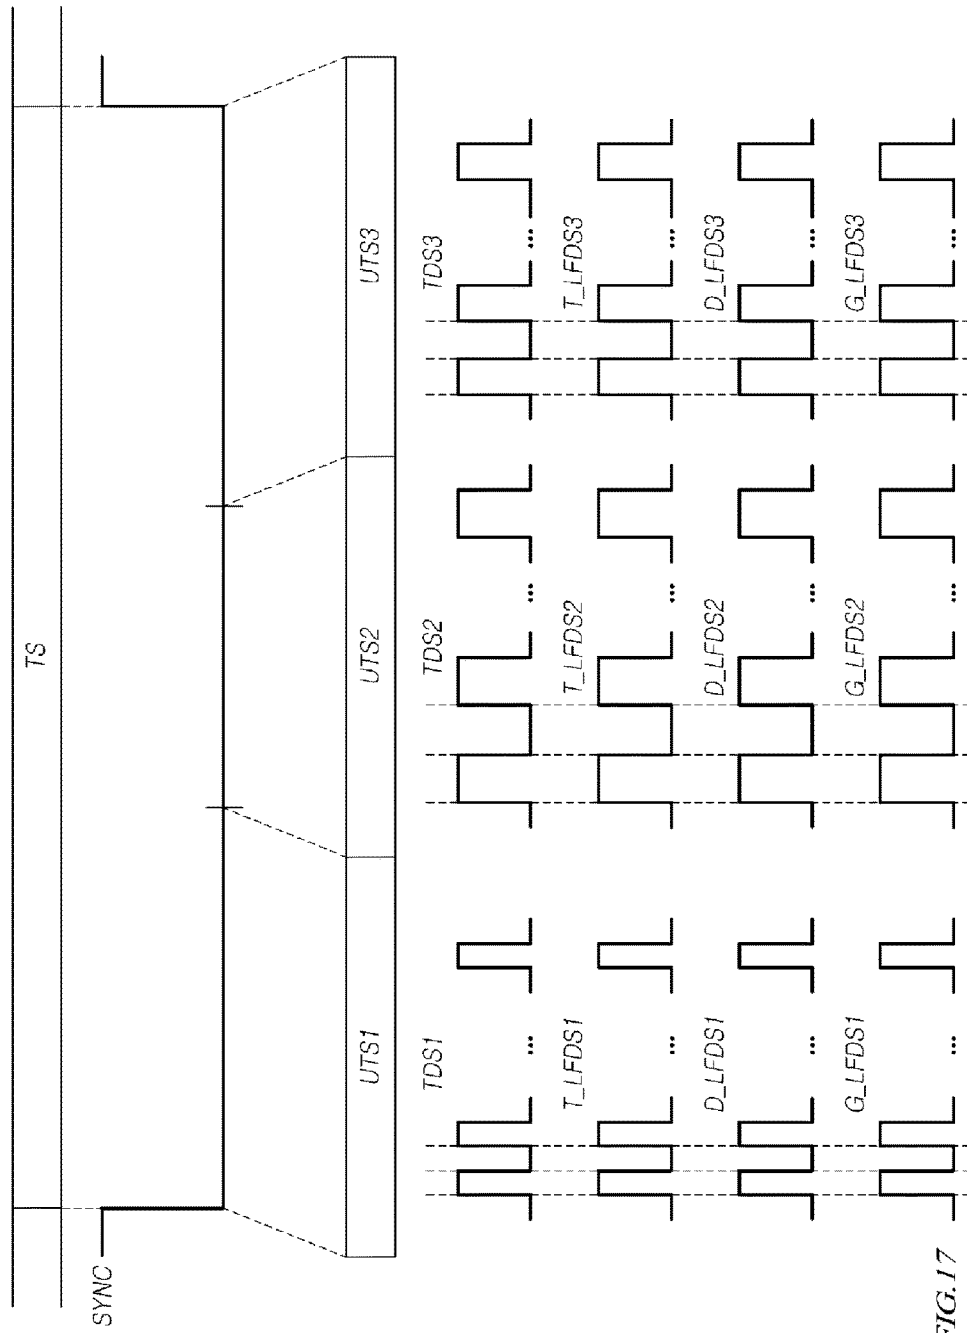 TS
SYNC
UTS1 UTS2 UTS3
TDS1 TDS2 TDS3
... ... ...
T_LFDS1 T_LFDS2 T_LFDS3
... ... ...
D_LFDS1 D_LFDS2 D_LFDS3
... ... ...
G_LFDS1 G_LFDS2 G_LFDS3
... ... ...
FIG.17